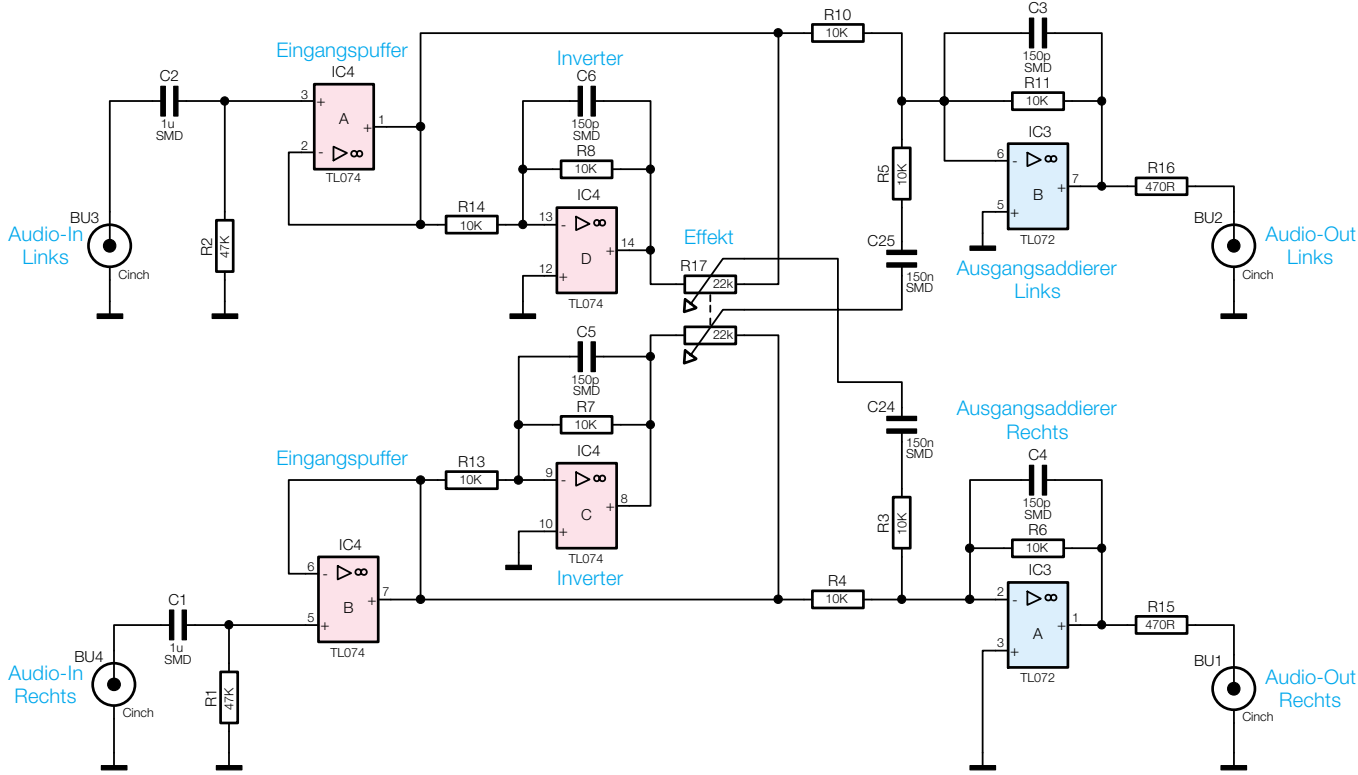 R10
10K
C3
150p
SMD
R11
10K
Eingangspuffer
IC4
Inverter
C6
150p
SMD
C2
1u
SMD
3
+
A
+
1
2
-
▷∞
TL074
R8
10K
IC4
IC3
6
-
▷∞
B
+
7
5
+
TL072
R16
470R
R5
10K
BU3
Audio-In
Links
Cinch
R2
47K
R14
10K
13
-
▷∞
14
+
D
12
+
TL074
Effekt
R17
22k
C25
150n
SMD
BU2
Audio-Out
Links
Cinch
Ausgangsaddierer
Links
22k
C5
150p
SMD
R7
10K
C24
150n
SMD
Ausgangsaddierer
Rechts
Eingangspuffer
R13
10K
IC4
9
-
▷∞
8
+
C
10
+
TL074
Inverter
C4
150p
SMD
R3
10K
R6
10K
IC4
6
-
▷∞
B
+
7
5
+
TL074
R4
10K
IC3
2
-
▷∞
A
+
1
3
+
TL072
R15
470R
C1
1u
SMD
BU4
Audio-In
Rechts
Cinch
R1
47K
BU1
Audio-Out
Rechts
Cinch